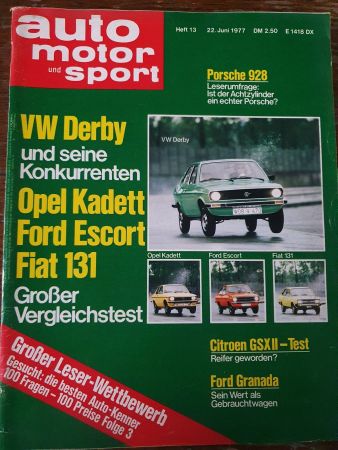 auto
motor
und sport
Heft 13 22. Juni 1977 DM 2,50 E 1418 DX
Porsche 928
Leserumfrage:
Ist der Achtzylinder
ein echter Porsche?
VW Derby
und seine
Konkurrenten
Opel Kadett
Ford Escort
Fiat 131
Großer
Vergleichstest
VW Derby
Opel Kadett Ford Escort Fiat 131
Citroen GSX II-Test
Reifer geworden?
Ford Granada
Sein Wert als
Gebrauchtwagen
Großer Leser-Wettbewerb
Gesucht: die besten Auto-Kenner
100 Fragen - 100 Preise Folge 3